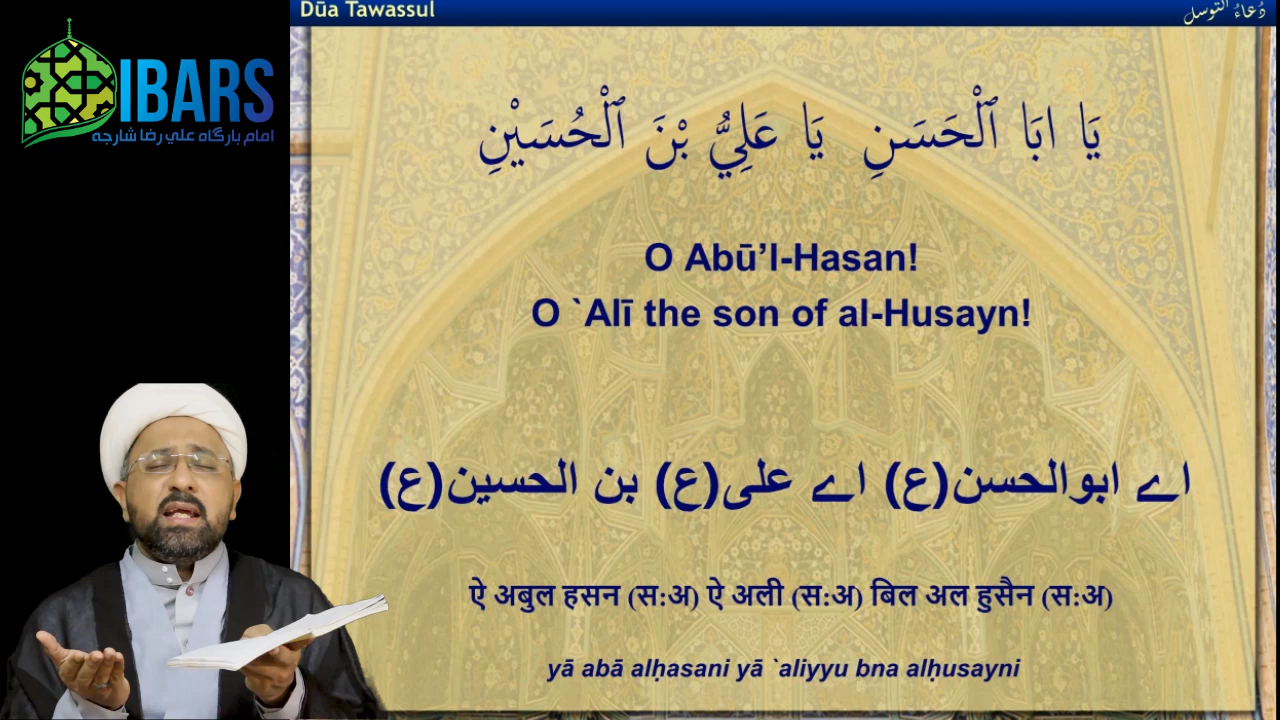 Dūa Tawassul
دُعاءُ التوسل
IBARS
امام بارگاه علي رضا شارجه
يَا ابَا ٱلْحَسَنِ يَا عَلِيُّ بْنَ ٱلْحُسَيْنِ
O Abū’l-Hasan!
O `Alī the son of al-Husayn!
اے ابوالحسن(ع) اے علی(ع) بن الحسین(ع)
ऐ अबुल हसन (स:अ) ऐ अली (स:अ) बिल अल हुसैन (स:अ)
yā abā alḥasani yā `aliyyu bna alḥusayni